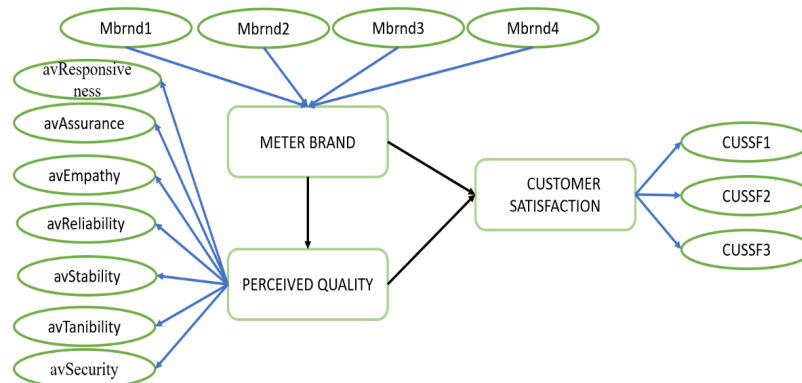 Mbrnd1
Mbrnd2
Mbrnd3
Mbrnd4
avResponsive
ness
avAssurance
avEmpathy
avReliability
avStability
avTanibility
avSecurity
METER BRAND
PERCEIVED QUALITY
CUSTOMER
SATISFACTION
CUSSF1
CUSSF2
CUSSF3